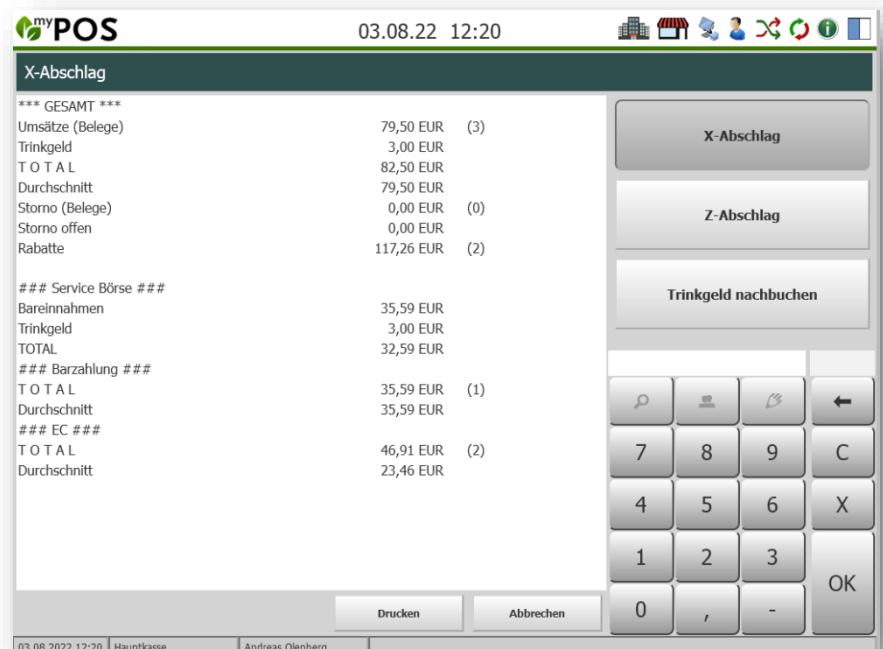 myPOS 03.08.22 12:20
X-Abschlag
*** GESAMT ***
Umsätze (Belege) 79,50 EUR (3)
Trinkgeld 3,00 EUR
T O T A L 82,50 EUR
Durchschnitt 79,50 EUR
Storno (Belege) 0,00 EUR (0)
Storno offen 0,00 EUR
Rabatte 117,26 EUR (2)
### Service Börse ###
Bareinnahmen 35,59 EUR
Trinkgeld 3,00 EUR
TOTAL 32,59 EUR
### Barzahlung ###
T O T A L 35,59 EUR (1)
Durchschnitt 35,59 EUR
### EC ###
T O T A L 46,91 EUR (2)
Durchschnitt 23,46 EUR
Drucken Abbrechen
X-Abschlag
Z-Abschlag
Trinkgeld nachbuchen
7 8 9 C
4 5 6 X
1 2 3
OK
0 , -
03.08.2022 12:20 Hauptkasse Andreas Olenberg